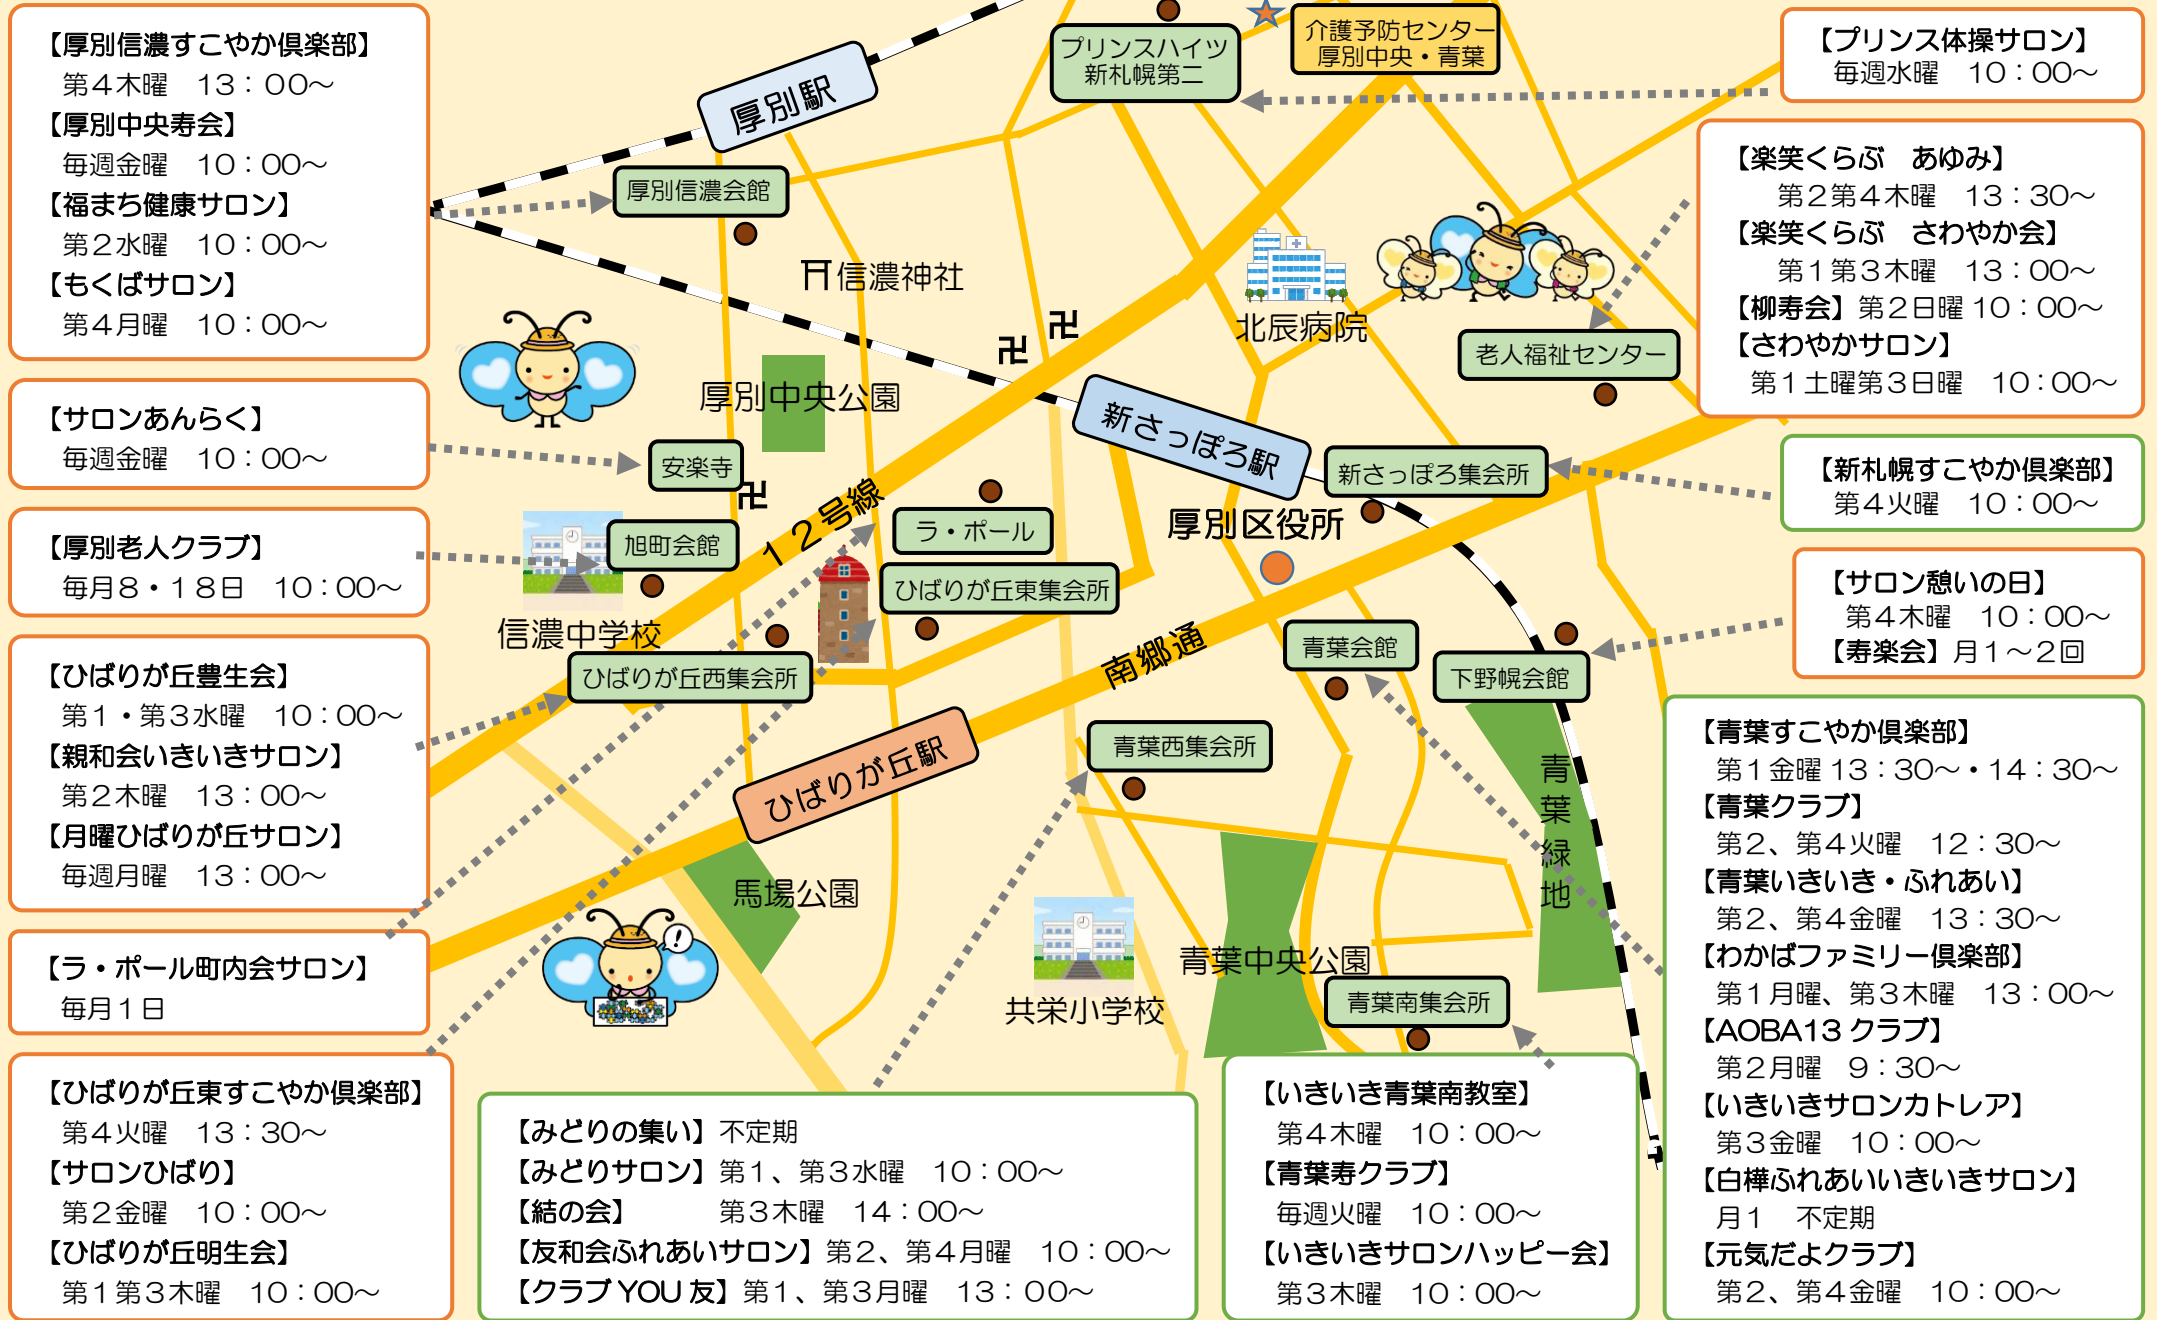 【厚別信濃すこやか倶楽部】
第４木曜　13：00～
【厚別中央寿会】
毎週金曜　10：00～
【福まち健康サロン】
第２水曜　10：00～
【もくばサロン】
第４月曜　10：00～
【サロンあんらく】
毎週金曜　10：00～
【厚別老人クラブ】
毎月８・１８日　10：00～
【ひばりが丘豊生会】
第１・第３水曜　10：00～
【親和会いきいきサロン】
第２木曜　13：00～
【月曜ひばりが丘サロン】
毎週月曜　13：00～
【ラ・ポール町内会サロン】
毎月１日
【ひばりが丘東すこやか倶楽部】
第４火曜　13：30～
【サロンひばり】
第２金曜　10：00～
【ひばりが丘明生会】
第１第３木曜　10：00～
厚別駅
プリンスハイツ
新札幌第二
介護予防センター
厚別中央・青葉
厚別信濃会館
信濃神社
卍
卍
北辰病院
老人福祉センター
厚別中央公園
新さっぽろ駅
安楽寺
卍
新さっぽろ集会所
１２号線
ラ・ポール
厚別区役所
旭町会館
ひばりが丘東集会所
信濃中学校
ひばりが丘西集会所
南郷通
青葉会館
下野幌会館
青葉西集会所
ひばりが丘駅
青葉緑地
馬場公園
！
共栄小学校
青葉中央公園
青葉南集会所
【プリンス体操サロン】
毎週水曜　10：00～
【楽笑くらぶ　あゆみ】
第２第４木曜　13：30～
【楽笑くらぶ　さわやか会】
第１第３木曜　13：00～
【柳寿会】第２日曜 10：00～
【さわやかサロン】
第１土曜第３日曜　10：00～
【新札幌すこやか倶楽部】
第４火曜　10：00～
【サロン憩いの日】
第４木曜　10：00～
【寿楽会】月１～２回
【青葉すこやか倶楽部】
第１金曜 13：30～・14：30～
【青葉クラブ】
第２、第４火曜　12：30～
【青葉いきいき・ふれあい】
第２、第４金曜　13：30～
【わかばファミリー倶楽部】
第１月曜、第３木曜　13：00～
【AOBA13 クラブ】
第２月曜　9：30～
【いきいきサロンカトレア】
第３金曜　10：00～
【白樺ふれあいいきいきサロン】
月１　不定期
【元気だよクラブ】
第２、第４金曜　10：00～
【みどりの集い】不定期
【みどりサロン】第１、第３水曜　10：00～
【結の会】　　　第３木曜　14：00～
【友和会ふれあいサロン】第２、第４月曜　10：00～
【クラブ YOU 友】第１、第３月曜　13：00～
【いきいき青葉南教室】
第４木曜　10：00～
【青葉寿クラブ】
毎週火曜　10：00～
【いきいきサロンハッピー会】
第３木曜　10：00～